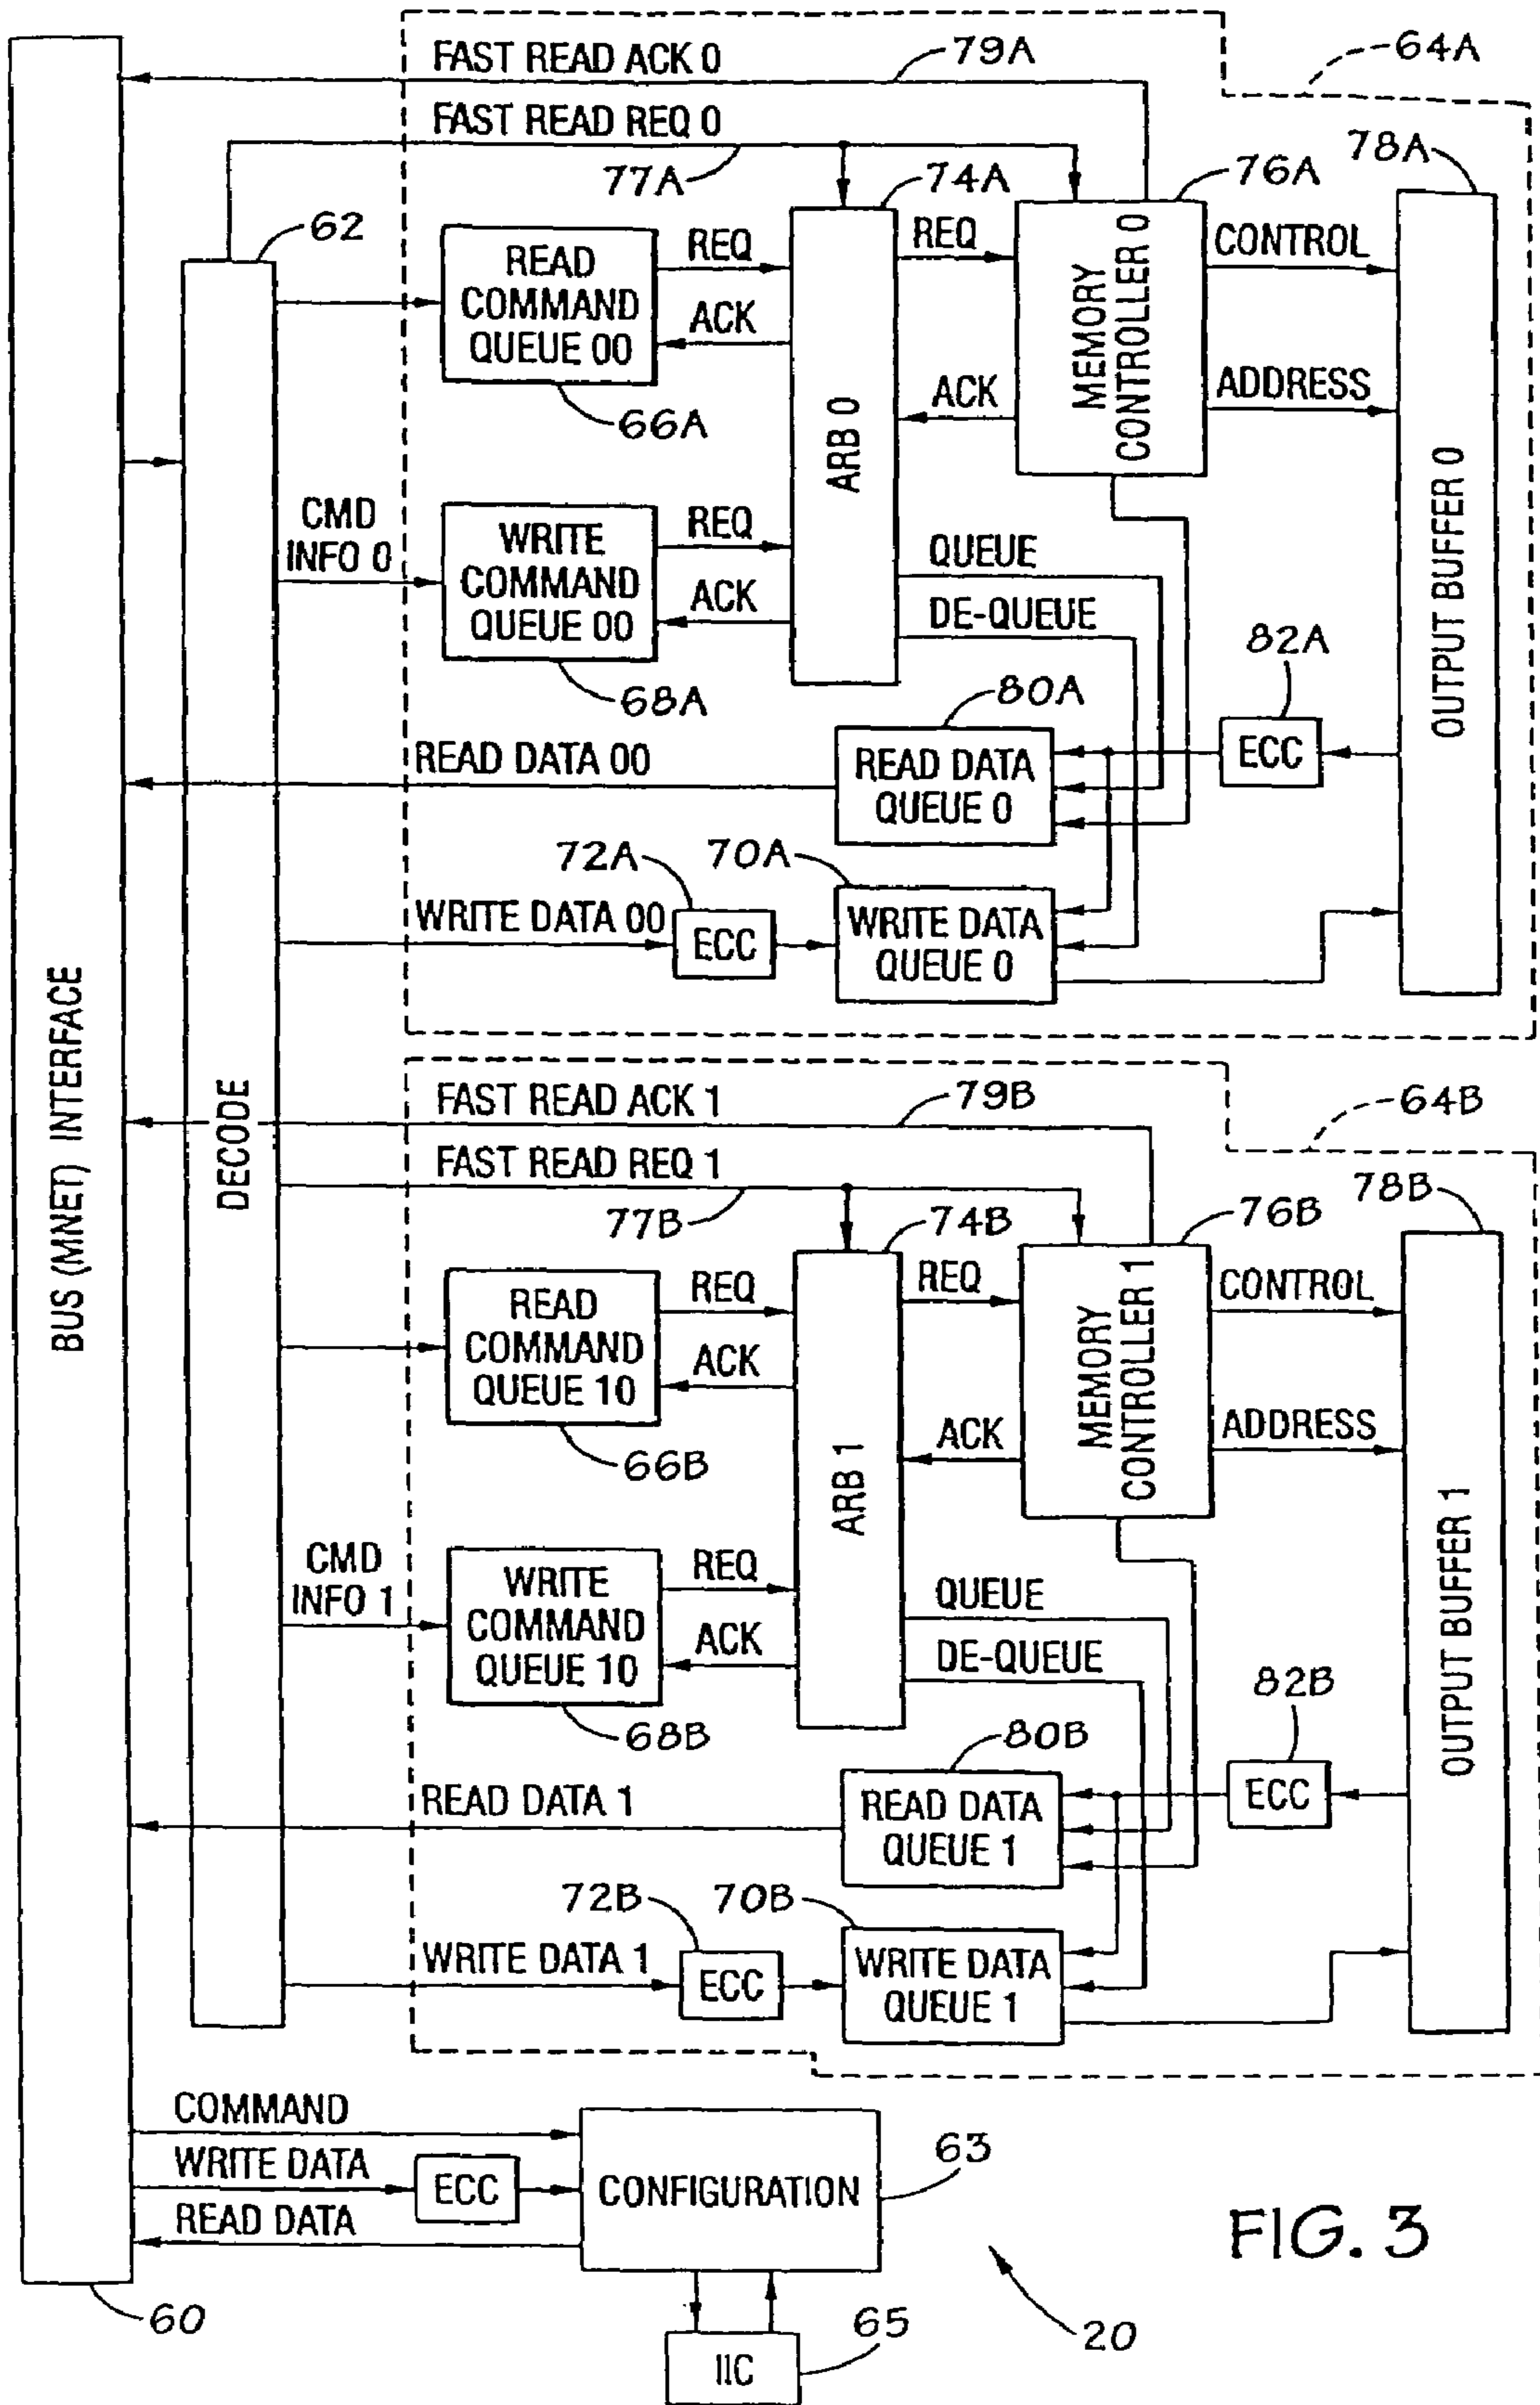 FAST READ ACK 0
79A
64A
FAST READ REQ 0
77A
74A
76A
78A
62
READ
COMMAND
QUEUE 00
REQ
ACK
66A
REQ
ACK
ARB 0
MEMORY
CONTROLLER 0
CONTROL
ADDRESS
OUTPUT BUFFER 0
CMD
INFO 0
WRITE
COMMAND
QUEUE 00
REQ
ACK
68A
QUEUE
DE-QUEUE
82A
ECC
80A
READ DATA 00
READ DATA
QUEUE 0
72A
70A
WRITE DATA 00
ECC
WRITE DATA
QUEUE 0
BUS (MNET) INTERFACE
DECODE
FAST READ ACK 1
79B
64B
FAST READ REQ 1
77B
74B
76B
78B
READ
COMMAND
QUEUE 10
REQ
ACK
66B
REQ
ACK
ARB 1
MEMORY
CONTROLLER 1
CONTROL
ADDRESS
OUTPUT BUFFER 1
CMD
INFO 1
WRITE
COMMAND
QUEUE 10
REQ
ACK
68B
QUEUE
DE-QUEUE
82B
ECC
80B
READ DATA 1
READ DATA
QUEUE 1
72B
70B
WRITE DATA 1
ECC
WRITE DATA
QUEUE 1
COMMAND
WRITE DATA
ECC
READ DATA
CONFIGURATION
63
60
65
IIC
20
FIG. 3